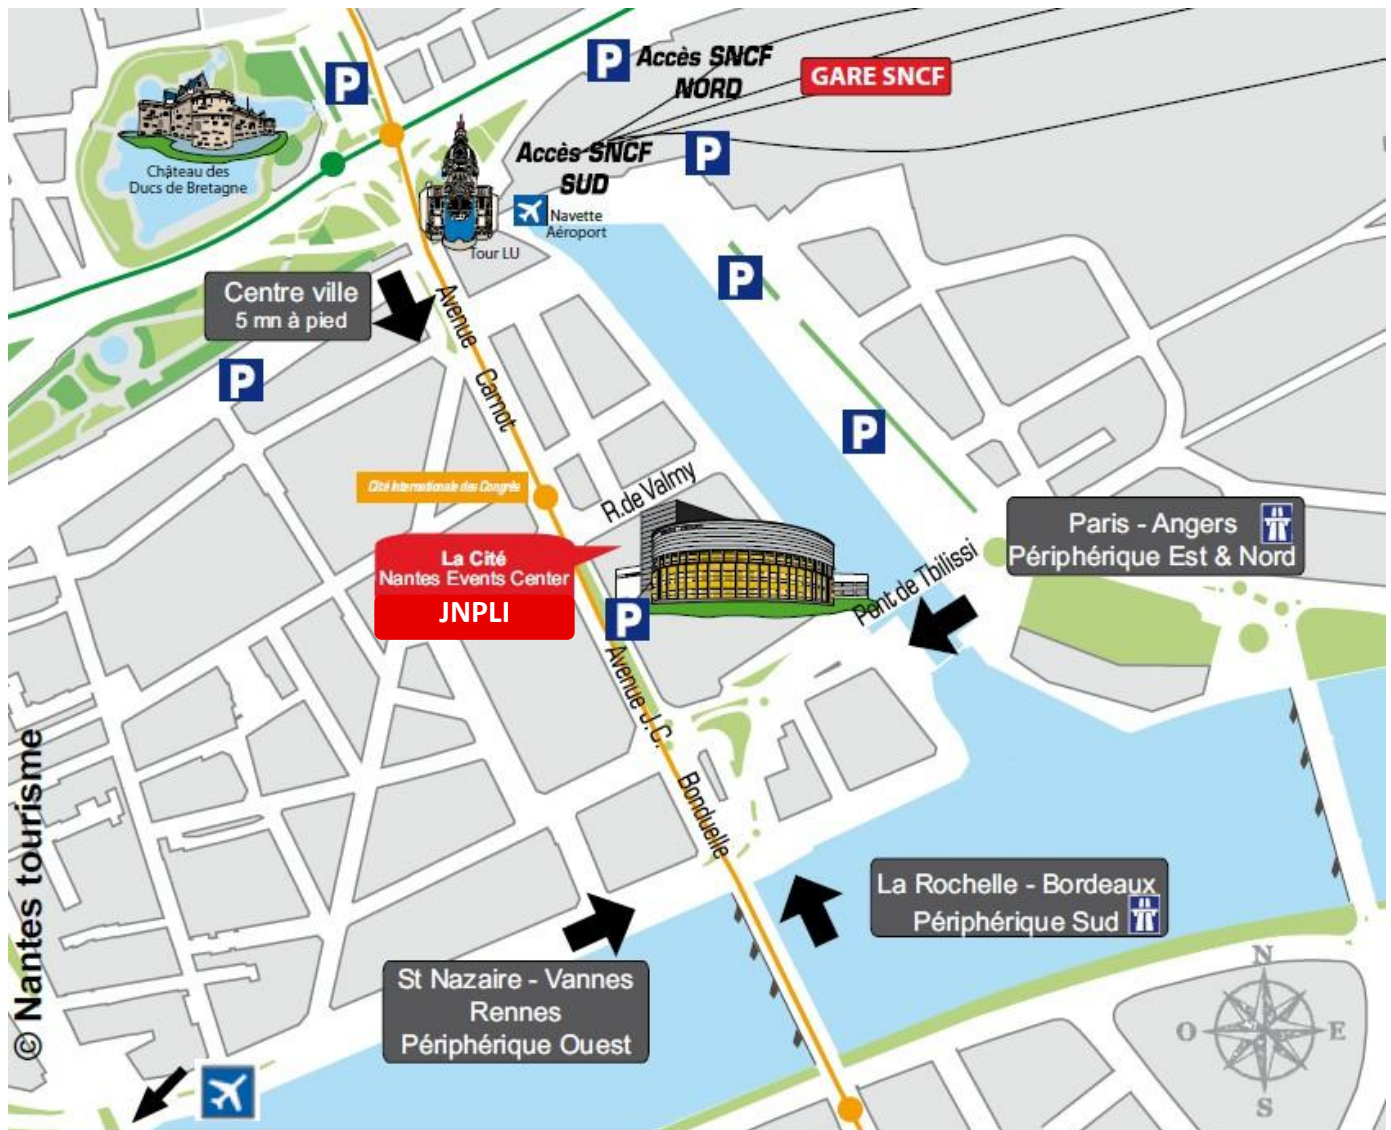 P
P
Accès SNCF
NORD
GARE SNCF
Château des
Ducs de Bretagne
Accès SNCF
SUD
P
Navette
Aéroport
Tour LU
P
Centre ville
5 mn à pied
Avenue Carnot
P
P
Cité Internationale des Congrès
R.de Valmy
La Cité
Nantes Events Center
JNPLI
P
Pont de Tbilissi
Paris - Angers
Périphérique Est & Nord
Avenue J.C. Bonduelle
La Rochelle - Bordeaux
Périphérique Sud
St Nazaire - Vannes
Rennes
Périphérique Ouest
© Nantes tourisme
N
O
E
S